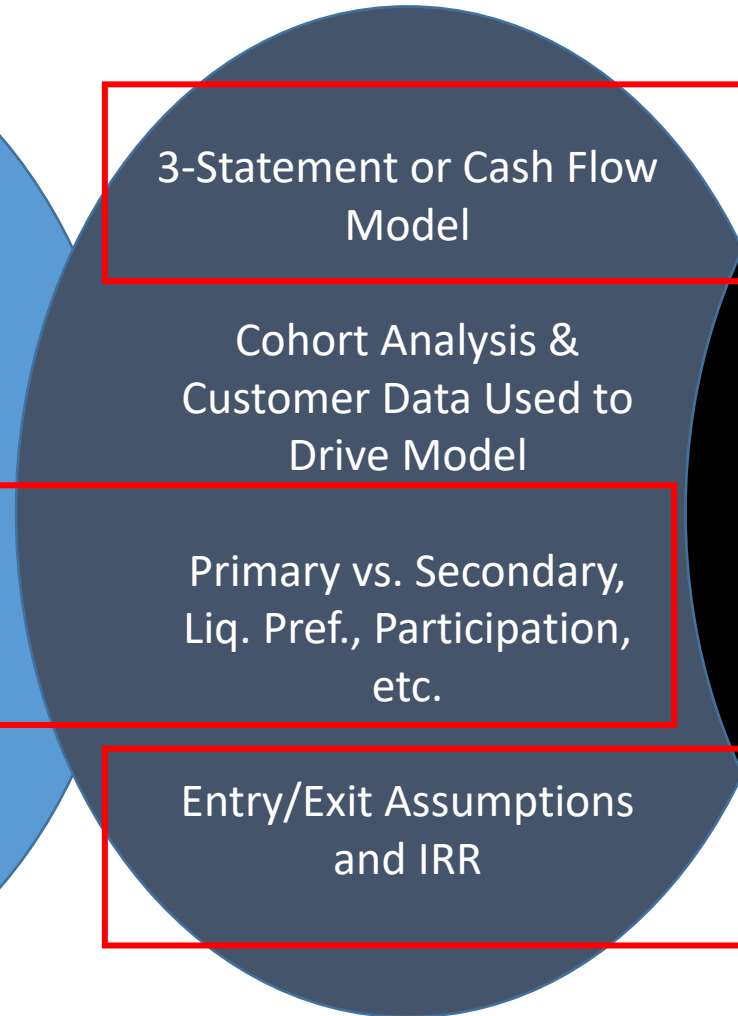 3-Statement or Cash Flow
Model
Cohort Analysis &
Customer Data Used to
Drive Model
Primary vs. Secondary,
Liq. Pref., Participation,
etc.
Entry/Exit Assumptions
and IRR